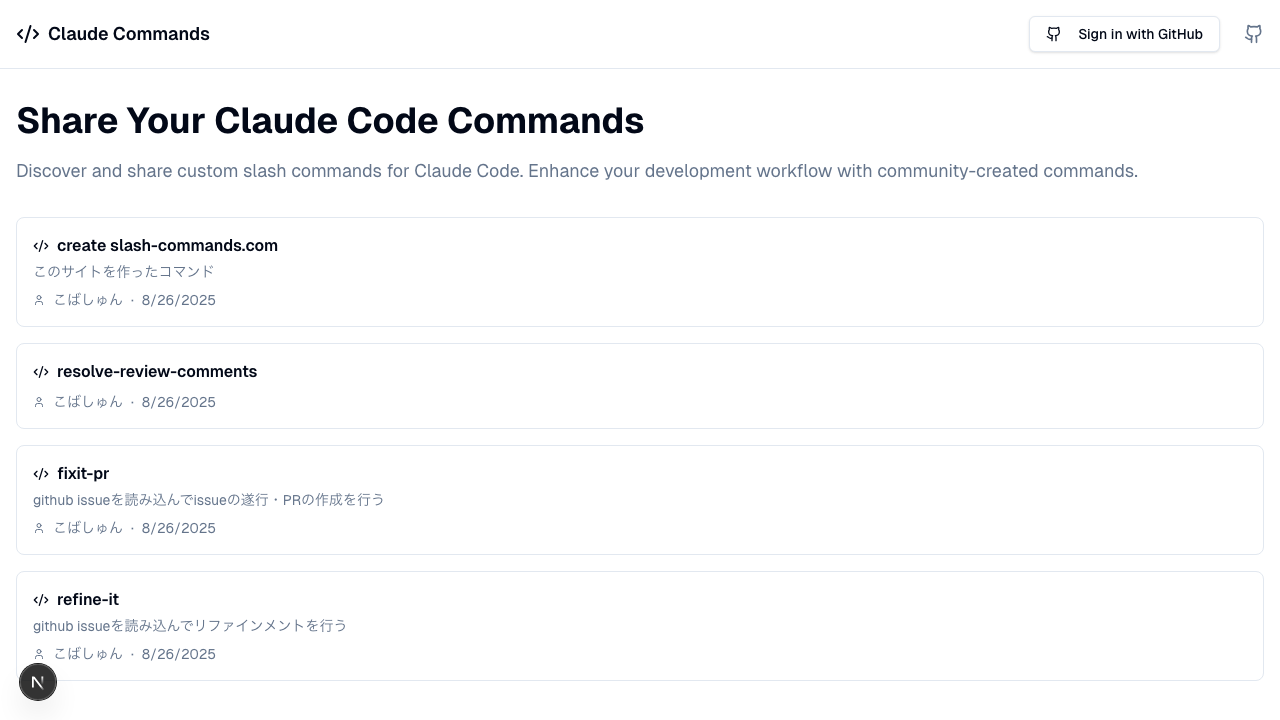 Claude Commands
Sign in with GitHub
Share Your Claude Code Commands
Discover and share custom slash commands for Claude Code. Enhance your development workflow with community-created commands.
create slash-commands.com
このサイトを作ったコマンド
こばしゅん · 8/26/2025
resolve-review-comments
こばしゅん · 8/26/2025
fixit-pr
github issueを読み込んでissueの遂行・PRの作成を行う
こばしゅん · 8/26/2025
refine-it
github issueを読み込んでリファインメントを行う
こばしゅん · 8/26/2025
N